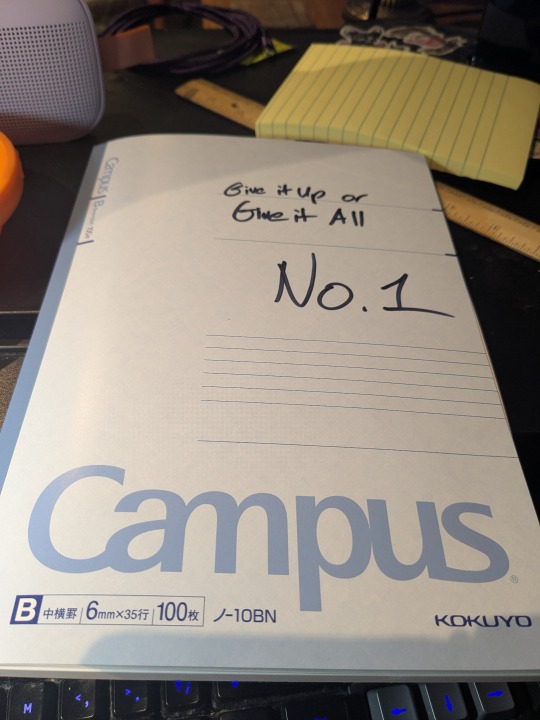 Give it Up or
Give it All
No.1
Campus
Campus®
B 中横罫 6mm×35行 100枚 ノ-10BN
KOKUYO
M < , > .